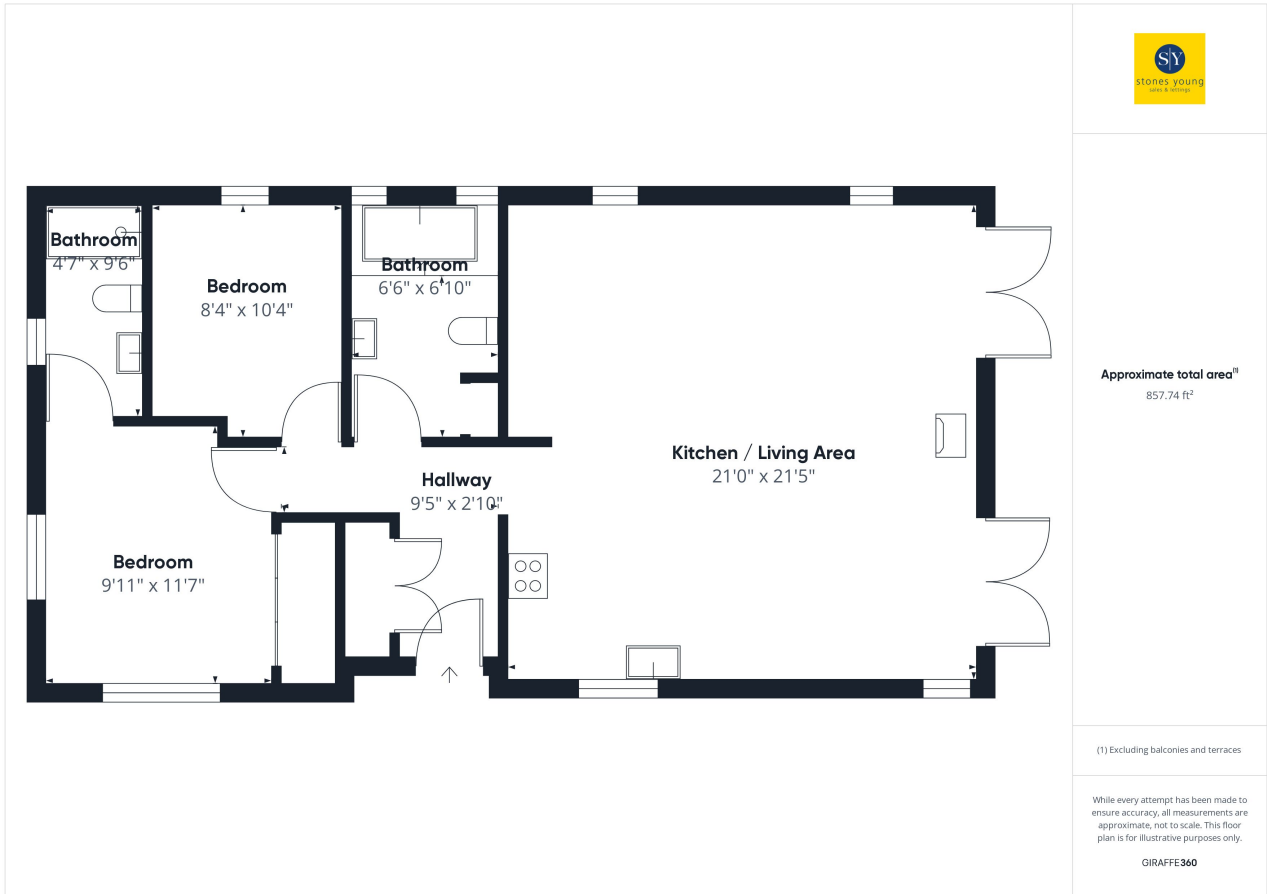 S|Y
stones young
sales & lettings
Bathroom
4'7" x 9'6"
Bedroom
8'4" x 10'4"
Bathroom
6'6" x 6'10"
Kitchen / Living Area
21'0" x 21'5"
Hallway
9'5" x 2'10"
Bedroom
9'11" x 11'7"
Approximate total area⁽¹⁾
857.74 ft²
(1) Excluding balconies and terraces
While every attempt has been made to
ensure accuracy, all measurements are
approximate, not to scale. This floor
plan is for illustrative purposes only.
GIRAFFE360